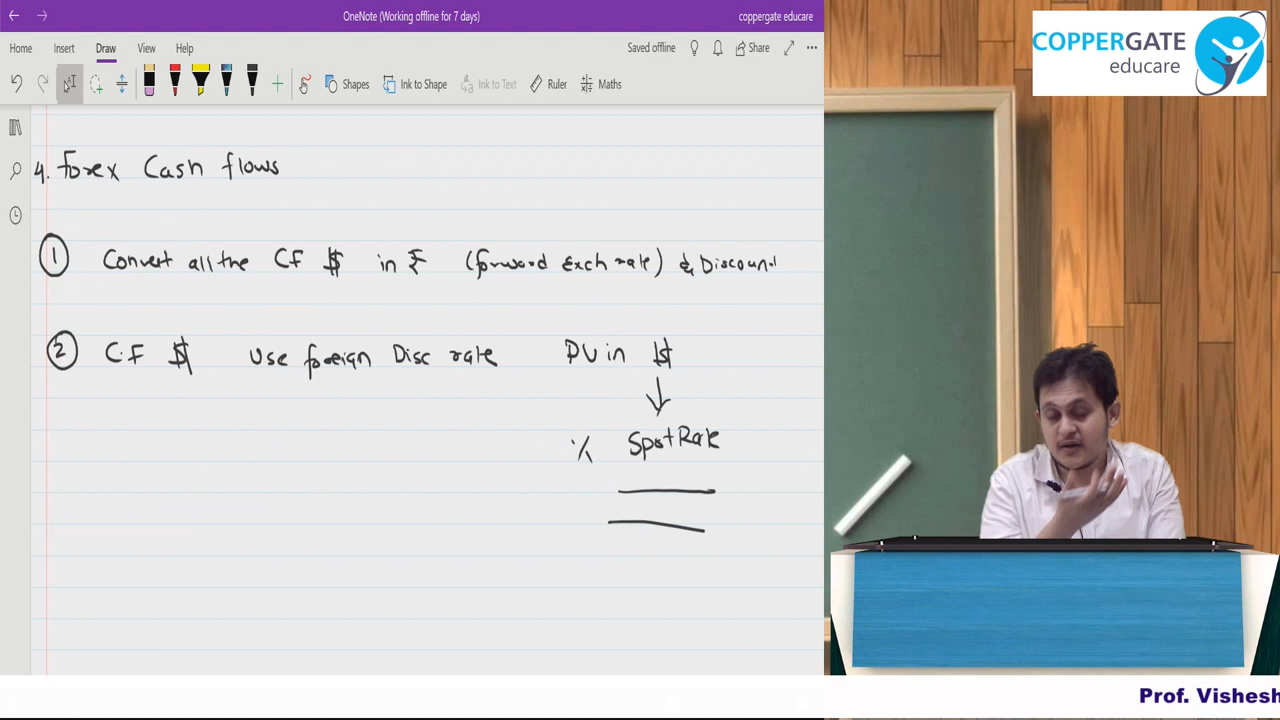 OneNote (Working offline for 7 days)
coppergate educare
Home Insert Draw View Help
Saved offline Share
Shapes Ink to Shape Ink to Text Ruler Maths
COPPERGATE
educare
4. Forex Cash flows
1 Convert all the CF $ in ₹ (forward Exch rate) & Discount
2 C.F $ Use foreign Disc rate PV in $
× Spot Rate
Prof. Vishesh